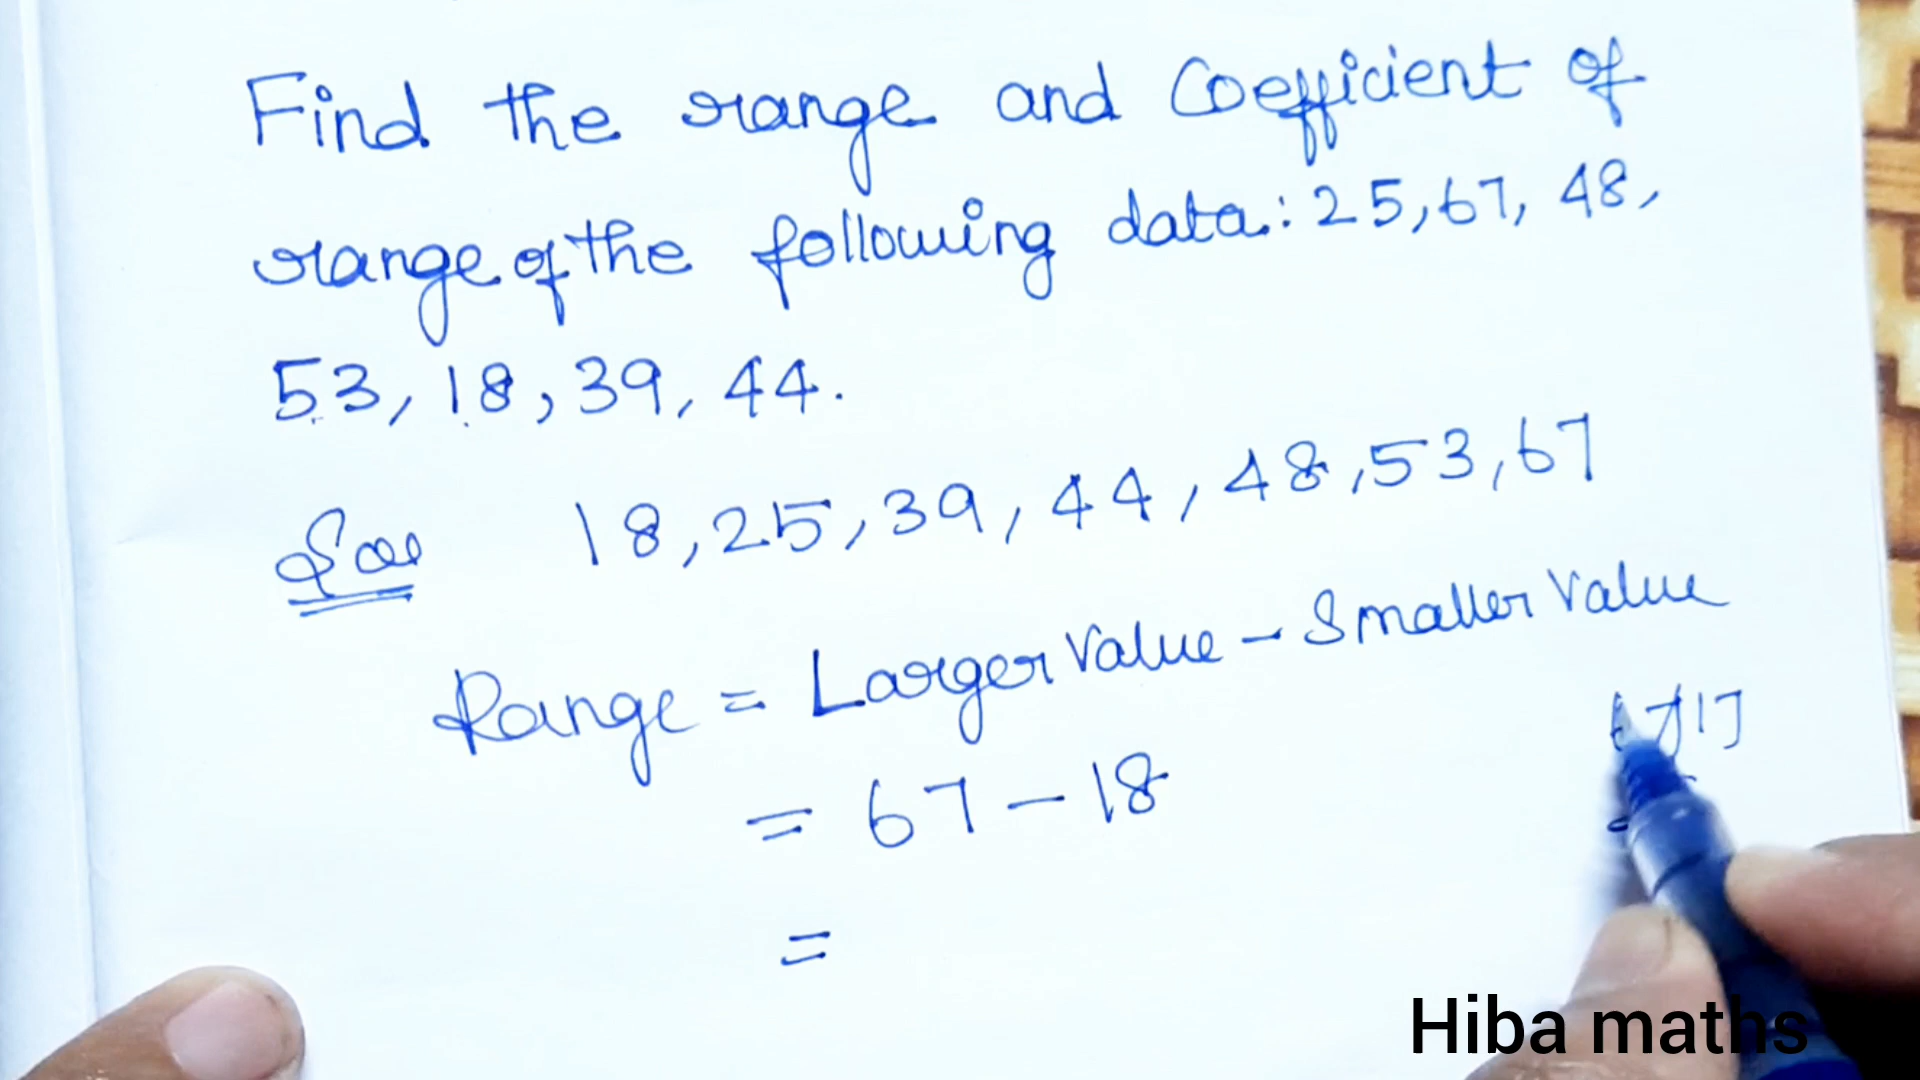 Find the range and Coefficient of
range of the following data: 25, 67, 48,
53, 18, 39, 44.
Sol 18, 25, 39, 44, 48, 53, 67
Range = Larger Value - Smaller Value
= 67 - 18
=
Hiba maths